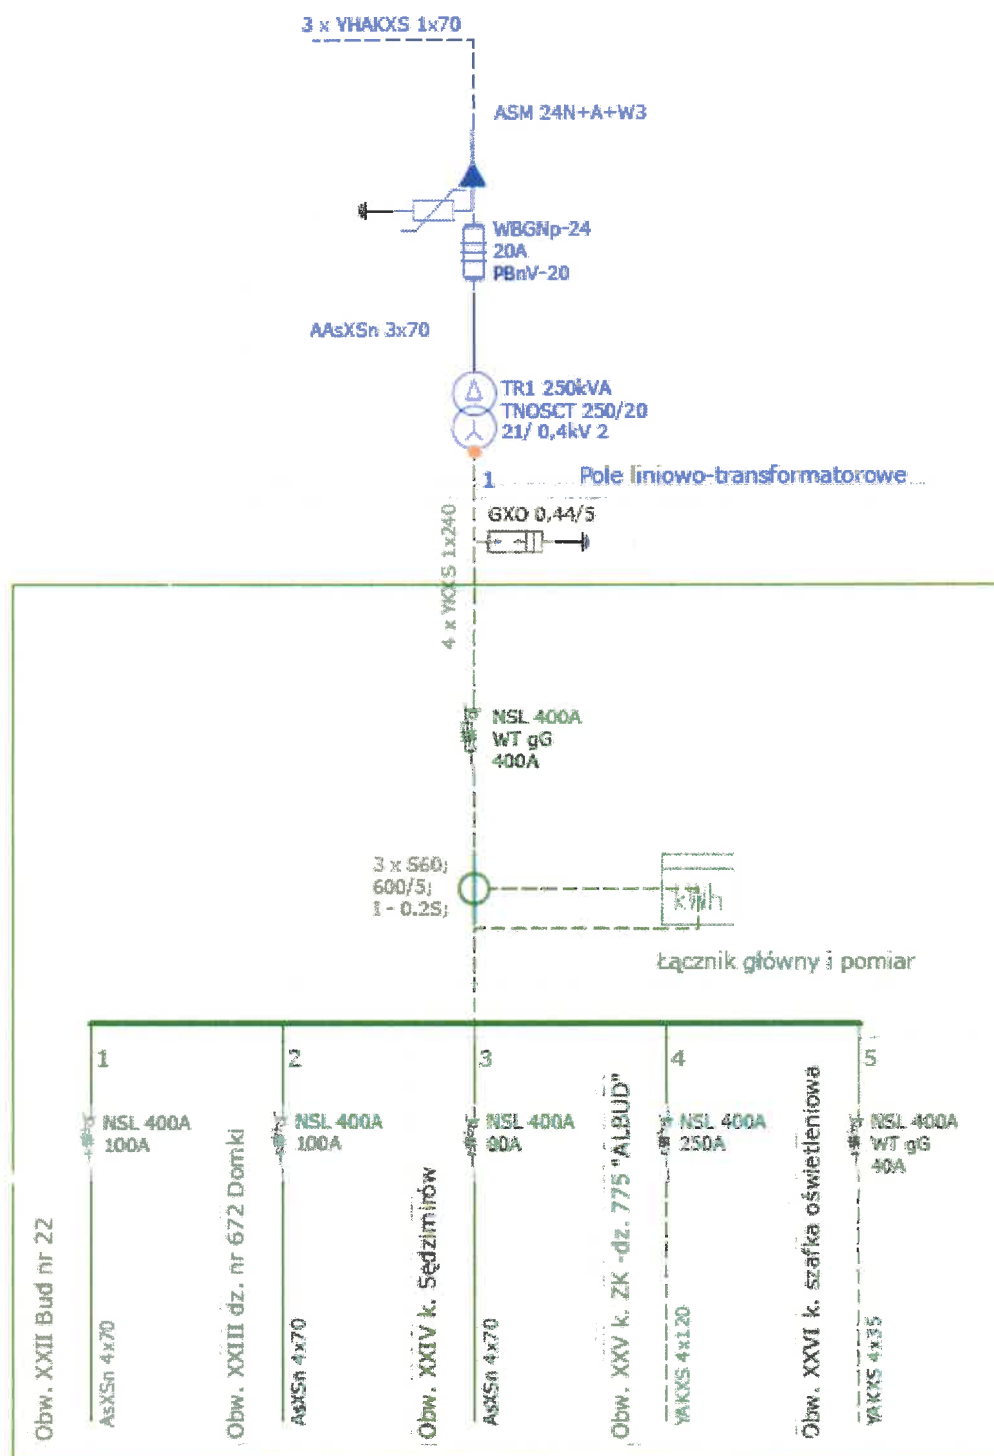 3 x YHAKXS 1x70
ASM 24N+A+W3
WBGNp-24
20A
PBnV-20
AAsXSn 3x70
TR1 250kVA
TNOSCT 250/20
21/ 0,4kV 2
1
Pole liniowo-transformatorowe
GXO 0,44/5
4 x YKXS 1x240
NSL 400A
WT gG
400A
3 x S60;
600/5;
1 - 0.2S;
kWh
Łącznik główny i pomiar
1
2
3
4
5
NSL 400A
100A
NSL 400A
100A
NSL 400A
80A
NSL 400A
250A
NSL 400A
WT gG
40A
Obw. XXII Bud nr 22
AsXSn 4x70
Obw. XXIII dz. nr 672 Domki
AsXSn 4x70
Obw. XXIV k. Sędzimirów
AsXSn 4x70
Obw. XXV k. ZK -dz. 775 "ALBUD"
YAKXS 4x120
Obw. XXVI k. szafka oświetleniowa
YAKXS 4x35